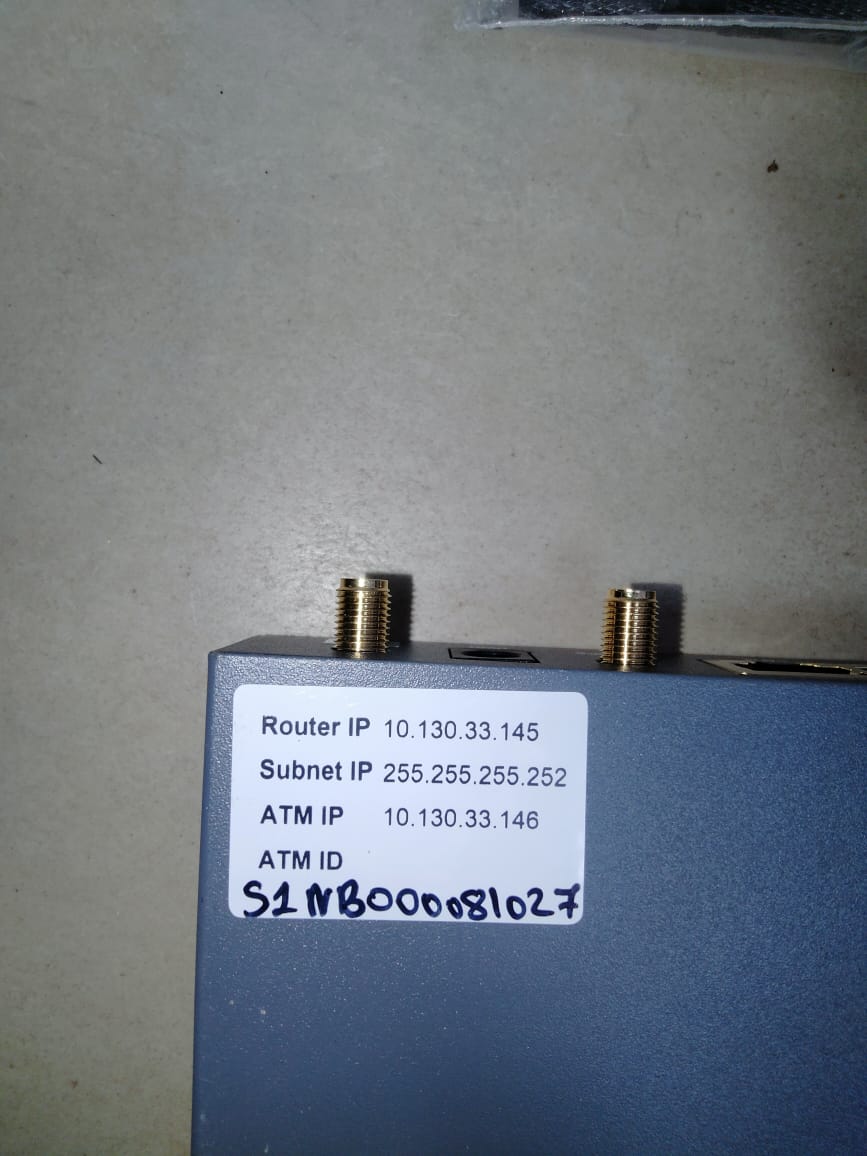 Router IP 10.130.33.145
Subnet IP 255.255.255.252
ATM IP 10.130.33.146
ATM ID
S1NB000081027